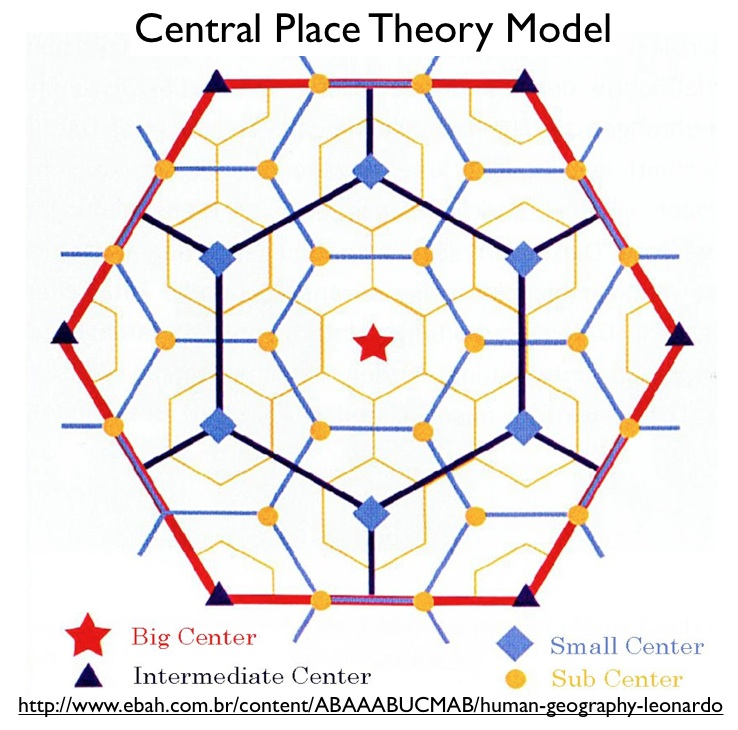 Central Place Theory Model
Big Center
Small Center
Intermediate Center
Sub Center
http://www.ebah.com.br/content/ABAAABUCMAB/human-geography-leonardo